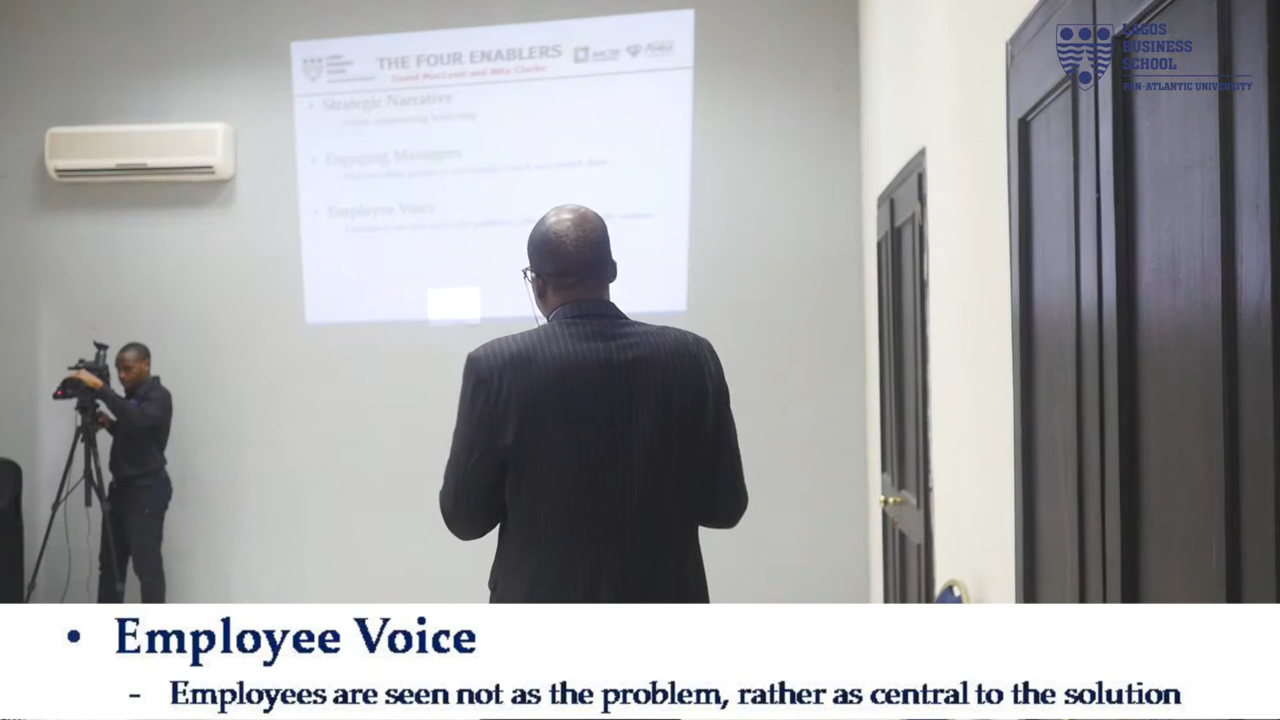 LAGOS
BUSINESS
SCHOOL
PAN-ATLANTIC UNIVERSITY
THE FOUR ENABLERS
David MacLeod and Nita Clarke
• Strategic Narrative
• Engaging Managers
• Employee Voice
• Employee Voice
- Employees are seen not as the problem, rather as central to the solution